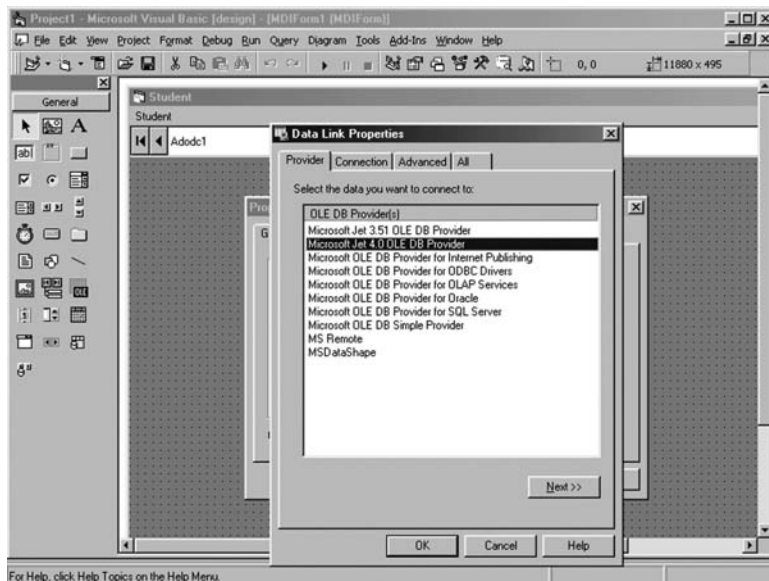 Project1 - Microsoft Visual Basic [design] - [MDIForm1 (MDIForm)]
File Edit View Project Format Debug Run Query Diagram Tools Add-Ins Window Help
0, 0 11880 x 495
General
A
ab
OLE
Student
Student
Adodc1
Pro
G
Data Link Properties
Provider Connection Advanced All
Select the data you want to connect to:
OLE DB Provider(s)
Microsoft Jet 3.51 OLE DB Provider
Microsoft Jet 4.0 OLE DB Provider
Microsoft OLE DB Provider for Internet Publishing
Microsoft OLE DB Provider for ODBC Drivers
Microsoft OLE DB Provider for OLAP Services
Microsoft OLE DB Provider for Oracle
Microsoft OLE DB Provider for SQL Server
Microsoft OLE DB Simple Provider
MS Remote
MSDataShape
Next >>
OK Cancel Help
For Help, click Help Topics on the Help Menu.